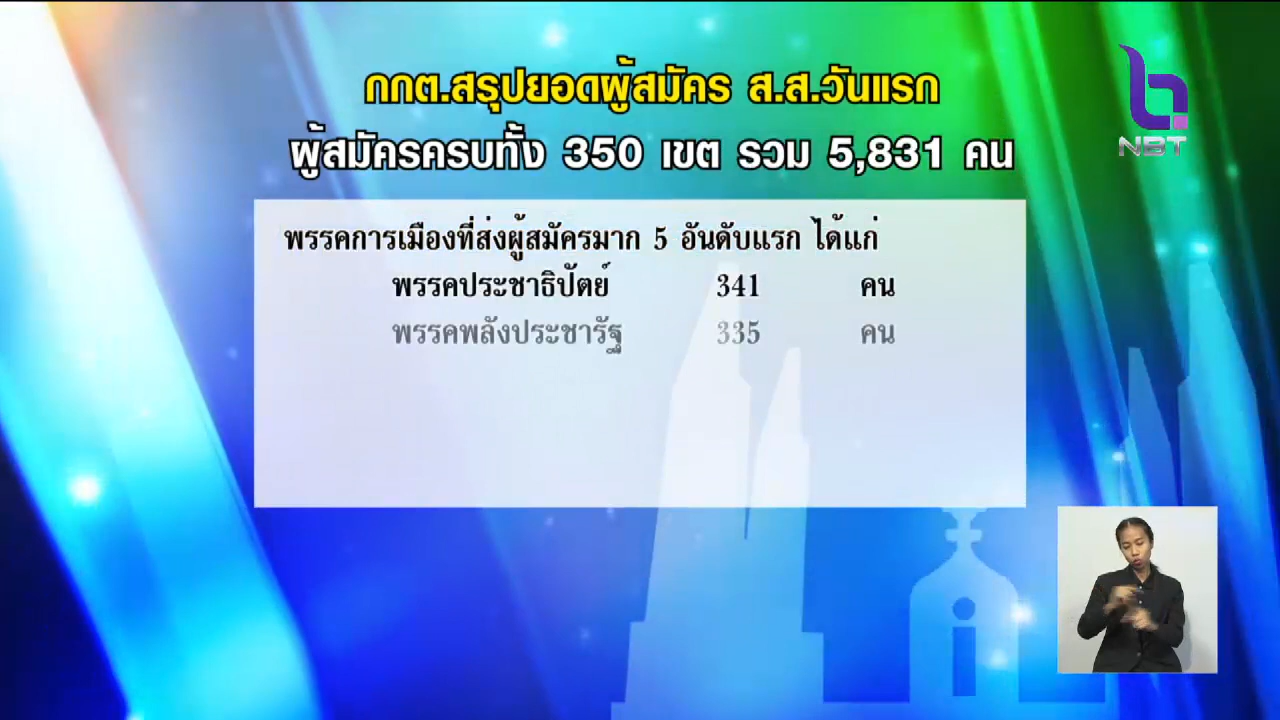 กกต.สรุปยอดผู้สมัคร ส.ส.วันแรก
ผู้สมัครครบทั้ง 350 เขต รวม 5,831 คน
NBT
พรรคการเมืองที่ส่งผู้สมัครมาก 5 อันดับแรก ได้แก่
พรรคประชาธิปัตย์ 341 คน
พรรคพลังประชารัฐ 335 คน